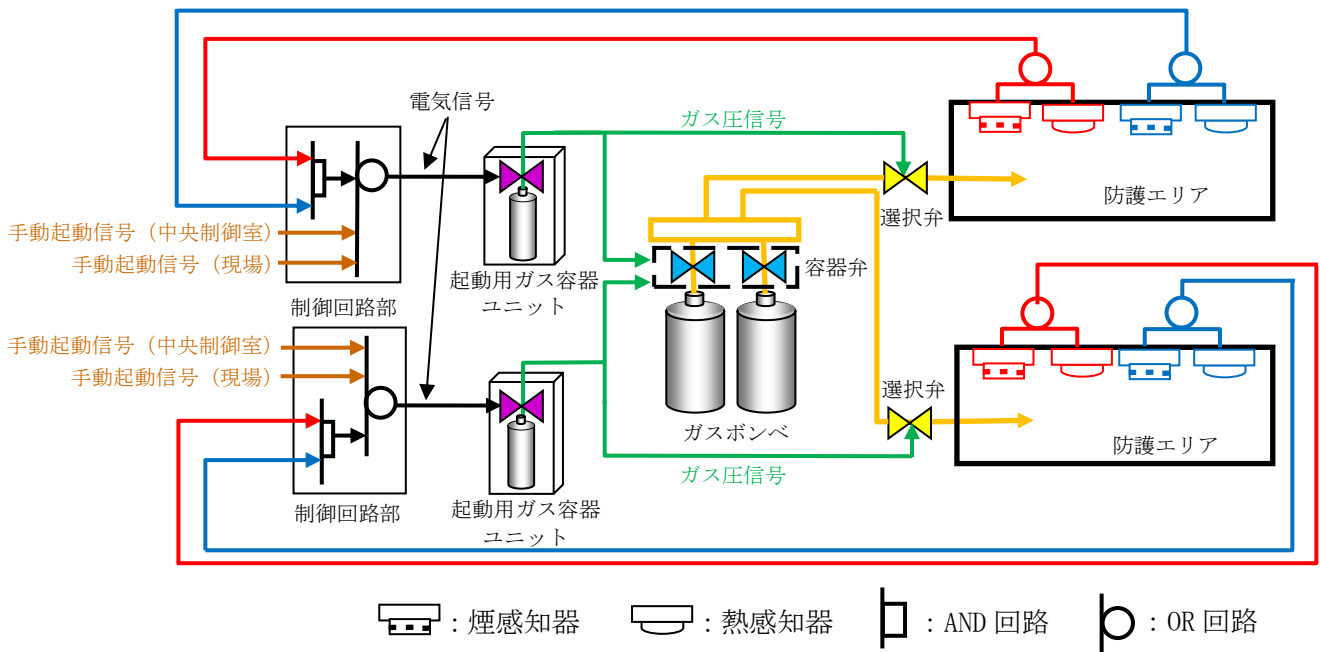 電気信号
ガス圧信号
防護エリア
選択弁
手動起動信号（中央制御室）
手動起動信号（現場）
制御回路部
起動用ガス容器
ユニット
容器弁
手動起動信号（中央制御室）
手動起動信号（現場）
選択弁
ガスボンベ
防護エリア
ガス圧信号
制御回路部
起動用ガス容器
ユニット
：煙感知器 ：熱感知器 ：AND 回路 ：OR 回路